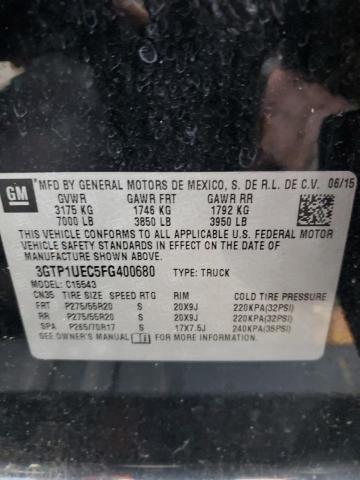 GM
*MFD BY GENERAL MOTORS DE MEXICO, S. DE R.L. DE C.V. 06/15
GVWR GAWR FRT GAWR RR
3175 KG 1746 KG 1792 KG
7000 LB 3850 LB 3950 LB
THIS VEHICLE CONFORMS TO ALL APPLICABLE U.S. FEDERAL MOTOR
VEHICLE SAFETY STANDARDS IN EFFECT ON THE DATE OF
MANUFACTURE SHOWN ABOVE.
3GTP1UEC5FG400680 TYPE: TRUCK
MODEL: C15543
CN35 TIRE SIZE SPEED RTG RIM COLD TIRE PRESSURE
FRT P275/55R20 S 20X9J 220KPA(32PSI)
RR P275/55R20 S 20X9J 220KPA(32PSI)
SPA P265/70R17 S 17X7.5J 240KPA(35PSI)
SEE OWNER'S MANUAL FOR MORE INFORMATION.